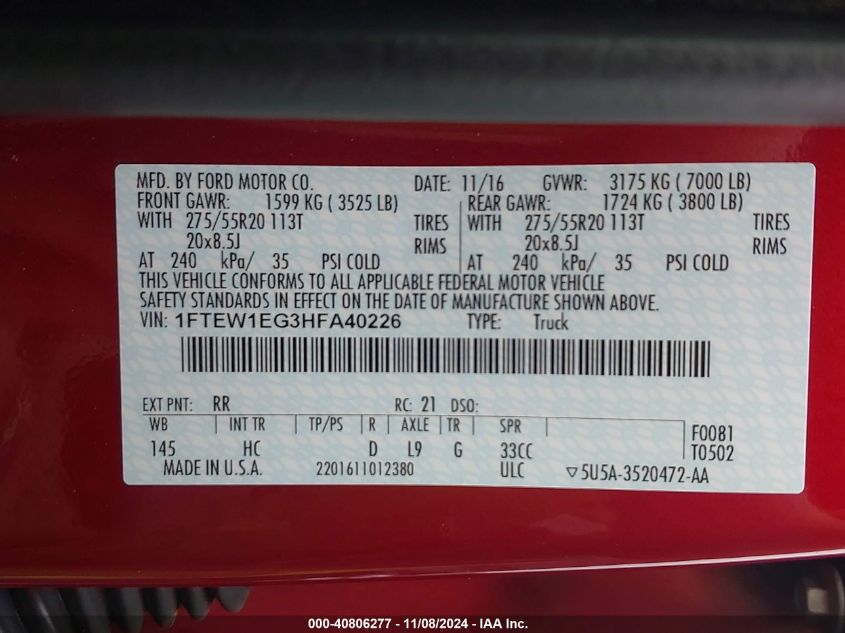 MFD. BY FORD MOTOR CO. DATE: 11/16 GVWR: 3175 KG ( 7000 LB)
FRONT GAWR: 1599 KG ( 3525 LB) REAR GAWR: 1724 KG ( 3800 LB)
WITH 275/55R20 113T TIRES WITH 275/55R20 113T TIRES
20x8.5J RIMS 20x8.5J RIMS
AT 240 kPa/ 35 PSI COLD AT 240 kPa/ 35 PSI COLD
THIS VEHICLE CONFORMS TO ALL APPLICABLE FEDERAL MOTOR VEHICLE
SAFETY STANDARDS IN EFFECT ON THE DATE OF MANUFACTURE SHOWN ABOVE.
VIN: 1FTEW1EG3HFA40226 TYPE: Truck
EXT PNT: RR RC: 21 DSO:
WB INT TR TP/PS R AXLE TR SPR F0081
145 HC D L9 G 33CC T0502
MADE IN U.S.A. 2201611012380 ULC ▽5U5A-3520472-AA
000-40806277 - 11/08/2024 - IAA Inc.